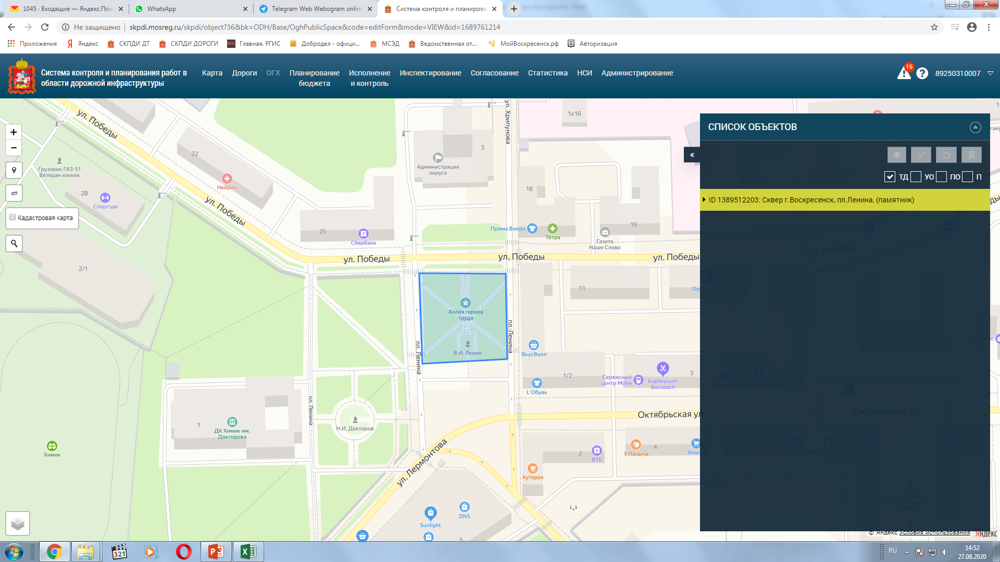 1045 · Входящие — Яндекс.Поч
WhatsApp
Telegram Web Webogram online
Система контроля и планирова
Не защищено
skpdi.mosreg.ru/skpdi/object?36&bk=ODH/Base/OghPublicSpace&code=editForm&mode=VIEW&id=1689761214
Приложения
Яндекс
СКПДИ ДТ
СКПДИ ДОРОГИ
Главная. РГИС
Добродел - офици...
МСЭД
Ведомственная от...
МойВоскресенск.рф
Авторизация
Система контроля и планирования работ в
области дорожной инфраструктуры
Карта
Дороги
ОГХ
Планирование
бюджета
Исполнение
и контроль
Инспектирование
Согласование
Статистика
НСИ
Администрирование
15
89250310007
СПИСОК ОБЪЕКТОВ
ТД
УО
ПО
П
ID 1389512203: Сквер г.Воскресенск, пл.Ленина, (памятник)
+
−
Кадастровая карта
ул. Победы
ул. Победы
ул. Победы
ул. Победы
ул. Победы
ул. Победы
ул. Хрипунова
1к16
22
Грузовик ГАЗ-51
Ветеран хоккея
Нейрон
2В
Спортзал
2/1
20
Сбербанк
3
Администрация
округа
18
Прима Виера
Тетра
16
Газета
Наше Слово
11
Аллея героев
труда
В.И. Ленин
пл. Ленина
пл. Ленина
пл. Ленина
ВкусВилл
1/2
L'Обувь
Сервисный
центр Моби
Барбершоп
Borodach
3
Октябрьская ул
Октябрьская ул.
1
ДК Химик им.
Докторова
Н.И. Докторов
Химик
ул. Лермонтова
2
ВТБ
У Палыча
4
Эпик
Хуторок
Sunlight
DNS
5
© Яндекс Условия использования
Яндекс
RU
14:52
27.08.2020